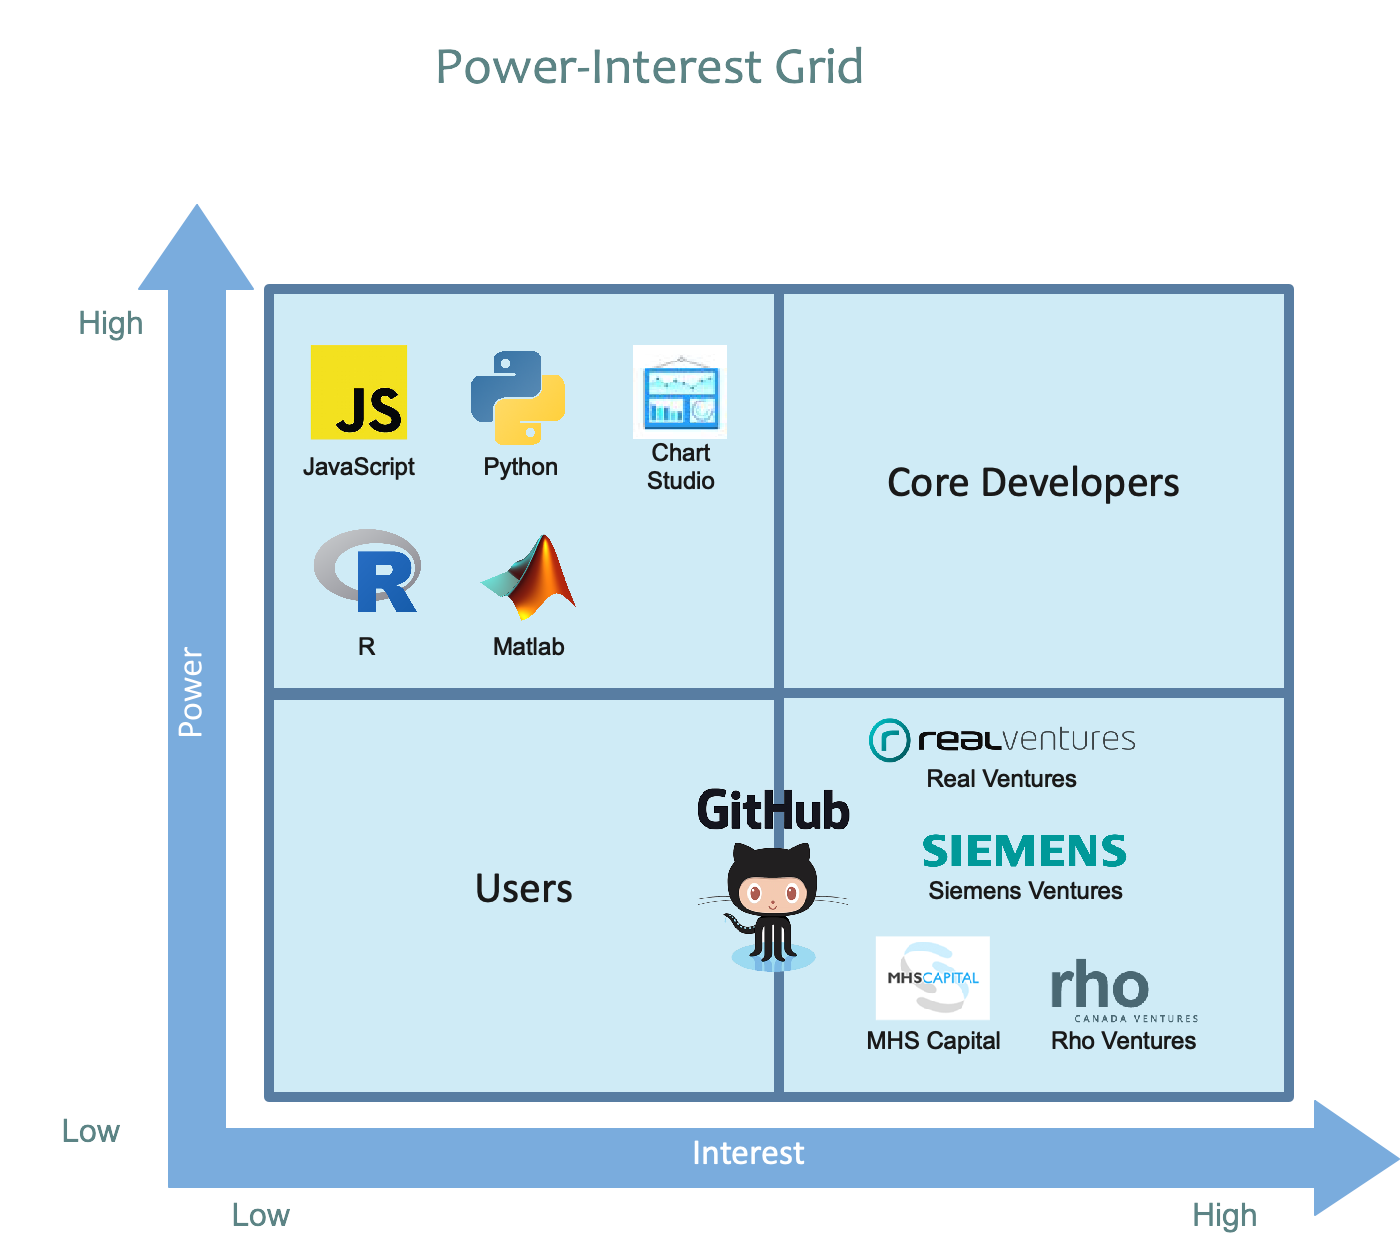 Power-Interest Grid
High
JS
JavaScript
Python
Chart
Studio
R
R
Matlab
Core Developers
Power
Users
GitHub
realventures
Real Ventures
SIEMENS
Siemens Ventures
MHSCAPITAL
MHS Capital
rho
CANADA VENTURES
Rho Ventures
Low
Interest
Low
High